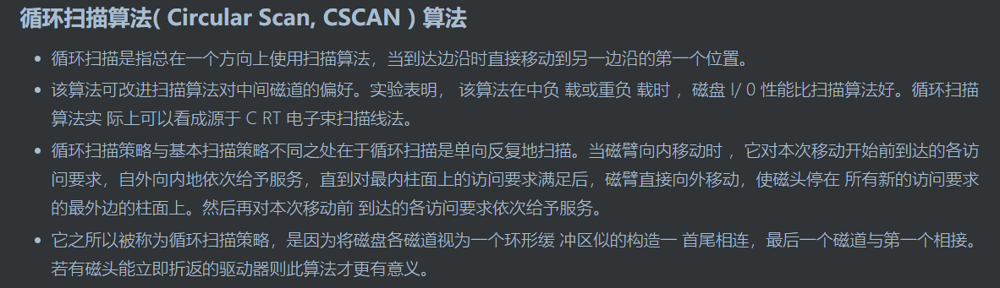 循环扫描算法( Circular Scan, CSCAN ) 算法
循环扫描是指总在一个方向上使用扫描算法，当到达边沿时直接移动到另一边沿的第一个位置。
该算法可改进扫描算法对中间磁道的偏好。实验表明， 该算法在中负 载或重负 载时 ，磁盘 I/ 0 性能比扫描算法好。循环扫描
算法实 际上可以看成源于 C RT 电子束扫描线法。
循环扫描策略与基本扫描策略不同之处在于循环扫描是单向反复地扫描。当磁臂向内移动时 ，它对本次移动开始前到达的各访
问要求，自外向内地依次给予服务，直到对最内柱面上的访问要求满足后，磁臂直接向外移动，使磁头停在 所有新的访问要求
的最外边的柱面上。然后再对本次移动前 到达的各访问要求依次给予服务。
它之所以被称为循环扫描策略，是因为将磁盘各磁道视为一个环形缓 冲区似的构造一 首尾相连，最后一个磁道与第一个相接。
若有磁头能立即折返的驱动器则此算法才更有意义。